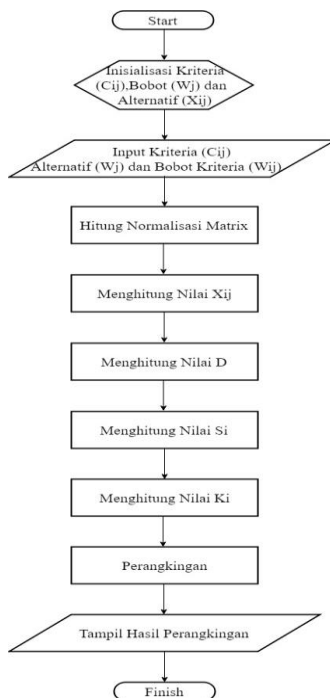 Start
Inisialisasi Kriteria
(Cij),Bobot (Wj) dan
Alternatif (Xij)
Input Kriteria (Cij)
Alternatif (Wj) dan Bobot Kriteria (Wij)
Hitung Normalisasi Matrix
Menghitung Nilai Xij
Menghitung Nilai D
Menghitung Nilai Si
Menghitung Nilai Ki
Perangkingan
Tampil Hasil Perangkingan
Finish